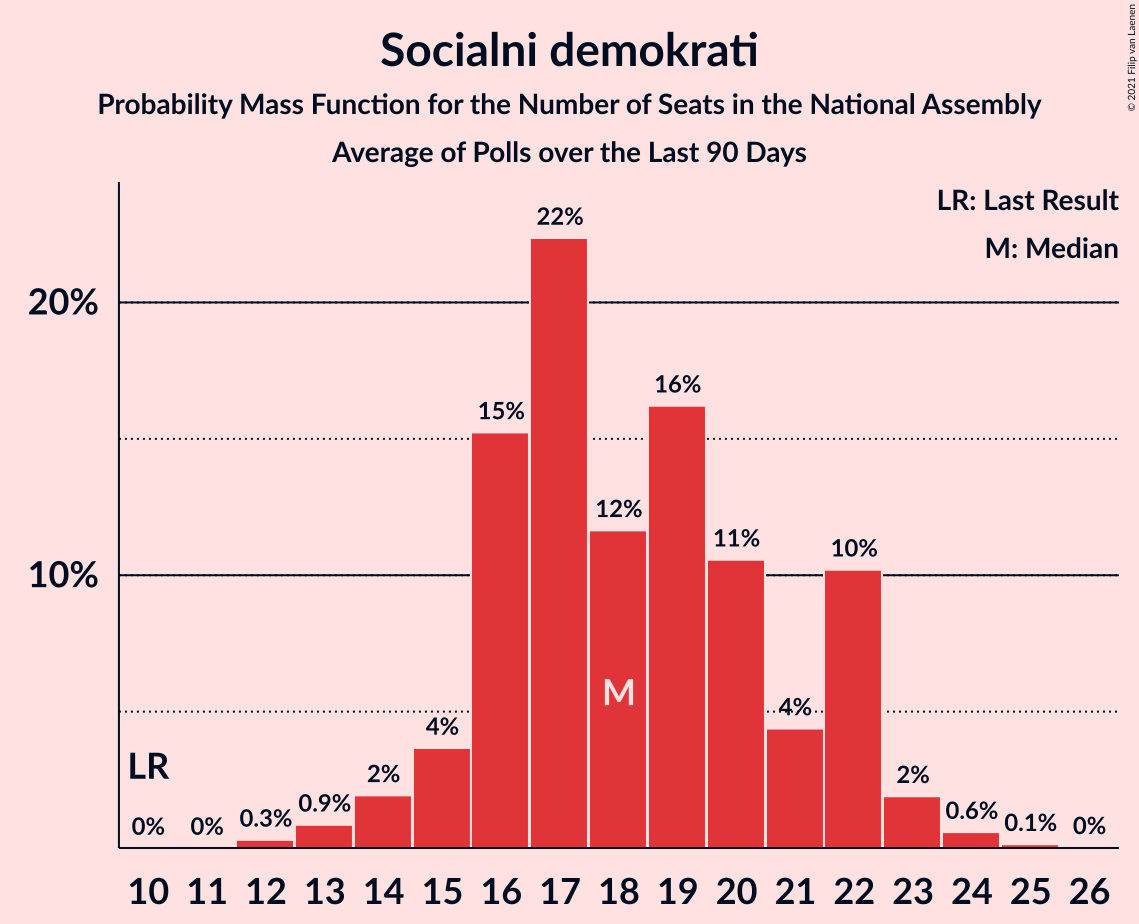 Socialni demokrati
Probability Mass Function for the Number of Seats in the National Assembly
Average of Polls over the Last 90 Days
© 2021 Filip van Laenen
LR: Last Result
M: Median
20%
10%
0%
0%
0.3%
0.9%
2%
4%
15%
22%
12%
16%
11%
4%
10%
2%
0.6%
0.1%
0%
LR
M
10 11 12 13 14 15 16 17 18 19 20 21 22 23 24 25 26